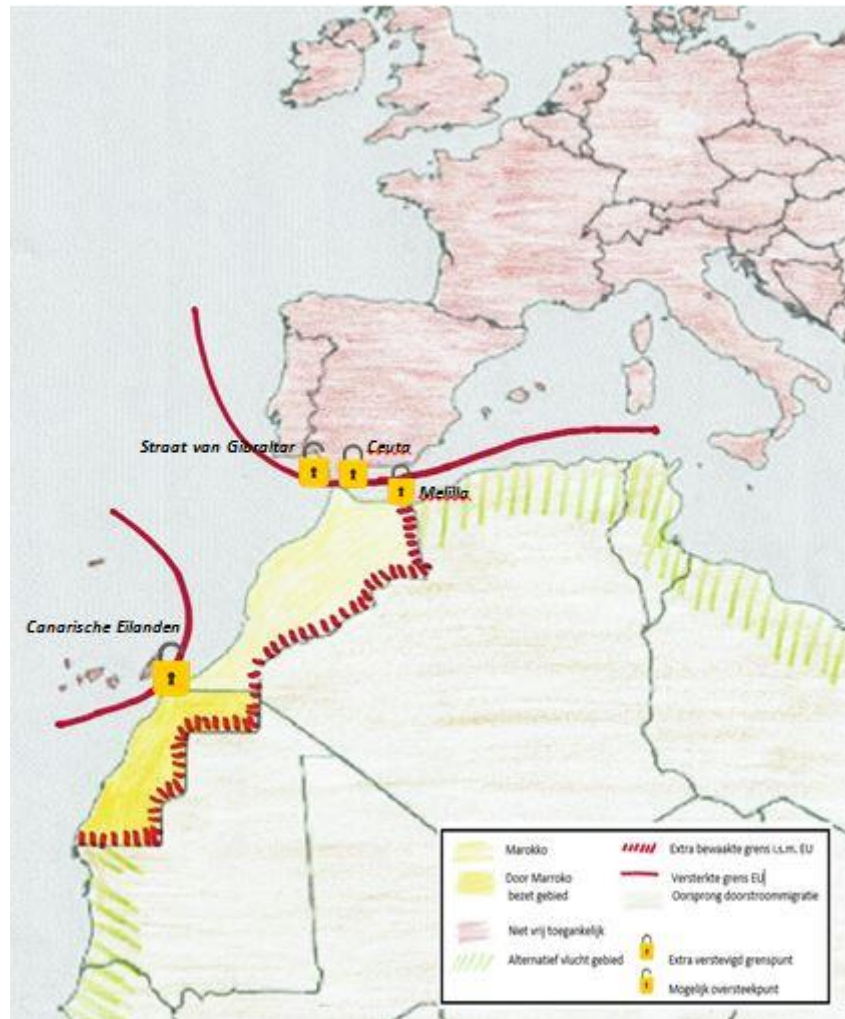 Straat van Gibraltar
Ceuta
Melilla
Canarische Eilanden
Marokko
Door Marroko
bezet gebied
Niet vrij toegankelijk
Alternatief vlucht gebied
Extra bewaakte grens i.s.m. EU
Versterkte grens EU
Oorsprong doorstroommigratie
Extra verstevigd grenspunt
Mogelijk oversteekpunt